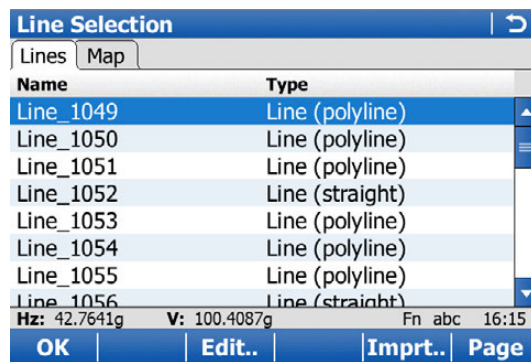 Line Selection
Lines Map
Name Type
Line_1049 Line (polyline)
Line_1050 Line (polyline)
Line_1051 Line (polyline)
Line_1052 Line (straight)
Line_1053 Line (polyline)
Line_1054 Line (polyline)
Line_1055 Line (polyline)
Line_1056 Line (straight)
Hz: 42.7641g V: 100.4087g Fn abc 16:15
OK Edit.. Imprt.. Page